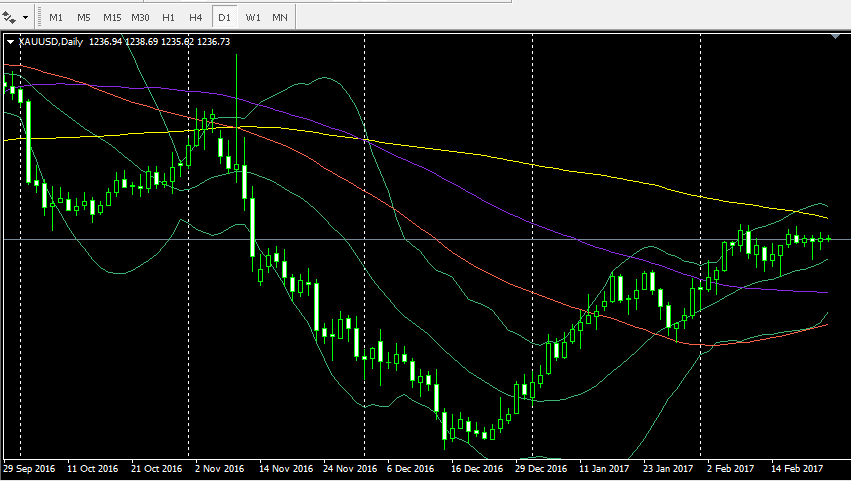 M1 M5 M15 M30 H1 H4 D1 W1 MN
XAUUSD,Daily 1236.94 1238.69 1235.62 1236.73
29 Sep 2016 11 Oct 2016 21 Oct 2016 2 Nov 2016 14 Nov 2016 24 Nov 2016 6 Dec 2016 16 Dec 2016 29 Dec 2016 11 Jan 2017 23 Jan 2017 2 Feb 2017 14 Feb 2017